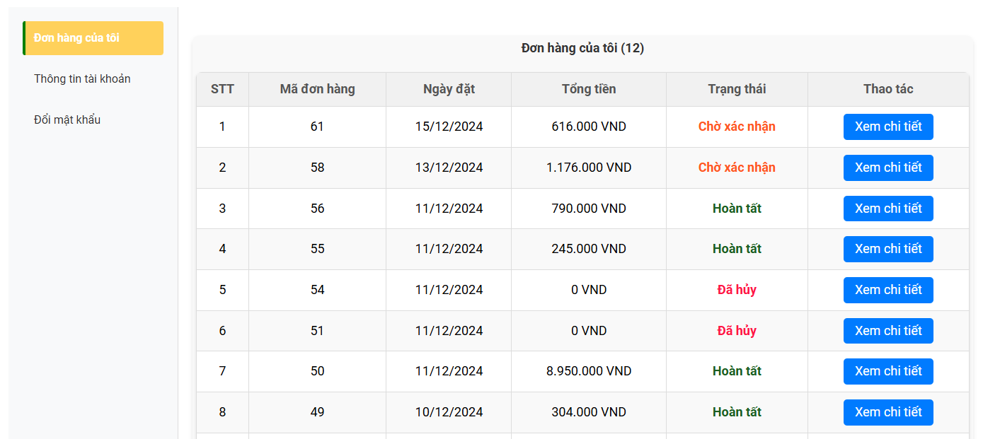 Đơn hàng của tôi
Thông tin tài khoản
Đổi mật khẩu
Đơn hàng của tôi (12)
STT Mã đơn hàng Ngày đặt Tổng tiền Trạng thái Thao tác
1 61 15/12/2024 616.000 VND Chờ xác nhận Xem chi tiết
2 58 13/12/2024 1.176.000 VND Chờ xác nhận Xem chi tiết
3 56 11/12/2024 790.000 VND Hoàn tất Xem chi tiết
4 55 11/12/2024 245.000 VND Hoàn tất Xem chi tiết
5 54 11/12/2024 0 VND Đã hủy Xem chi tiết
6 51 11/12/2024 0 VND Đã hủy Xem chi tiết
7 50 11/12/2024 8.950.000 VND Hoàn tất Xem chi tiết
8 49 10/12/2024 304.000 VND Hoàn tất Xem chi tiết